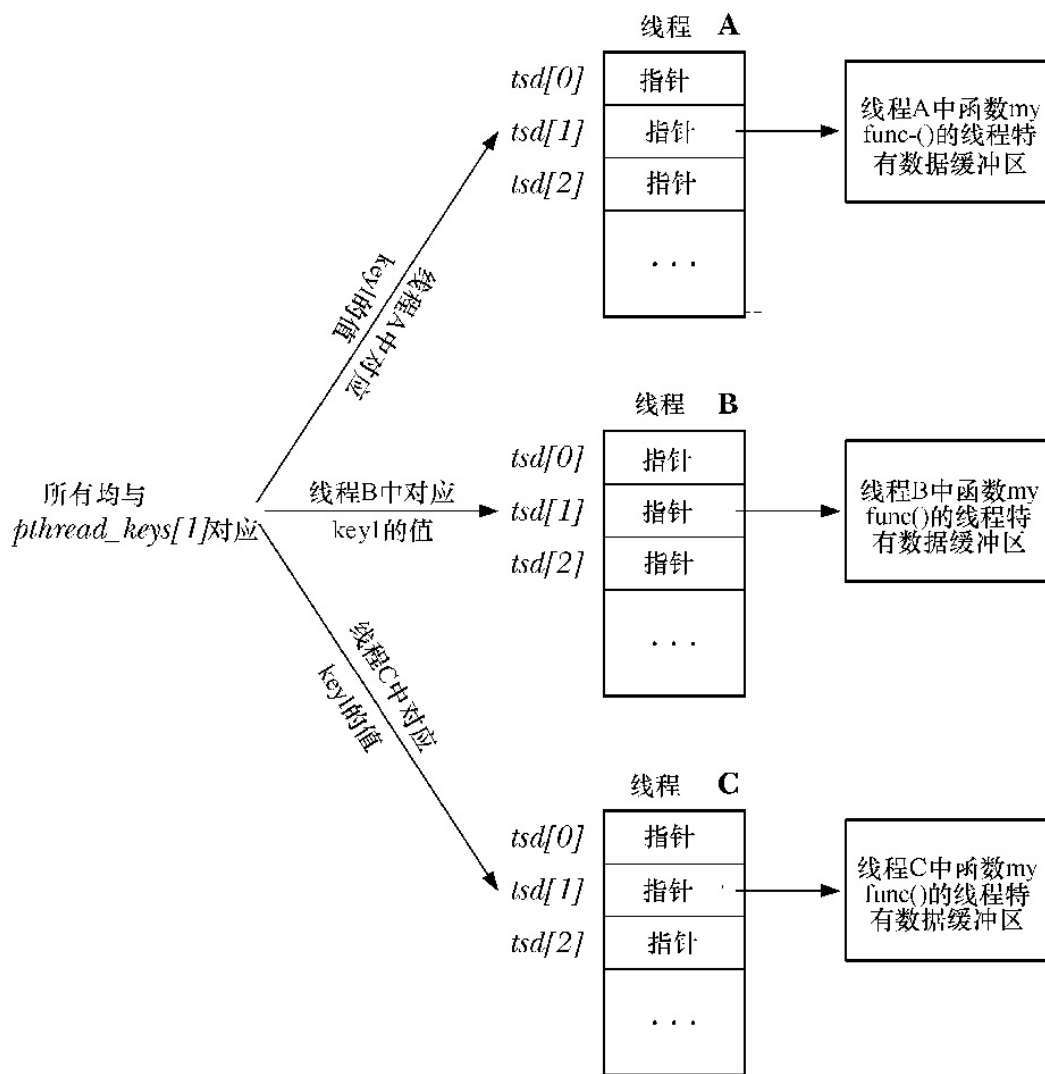 线程 A
tsd[0] 指针
tsd[1] 指针
tsd[2] 指针
. . .
线程A中函数my
func-()的线程特
有数据缓冲区
线程A中对应
key1的值
所有均与
pthread_keys[1]对应
线程B中对应
key1的值
线程 B
tsd[0] 指针
tsd[1] 指针
tsd[2] 指针
. . .
线程B中函数my
func()的线程特
有数据缓冲区
线程C中对应
key1的值
线程 C
tsd[0] 指针
tsd[1] 指针
tsd[2] 指针
. . .
线程C中函数my
func()的线程特
有数据缓冲区